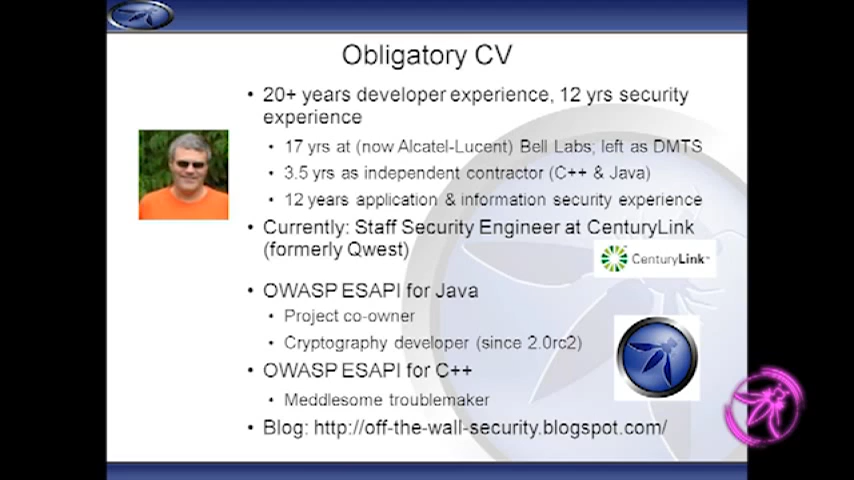 Obligatory CV
• 20+ years developer experience, 12 yrs security
experience
• 17 yrs at (now Alcatel-Lucent) Bell Labs; left as DMTS
• 3.5 yrs as independent contractor (C++ & Java)
• 12 years application & information security experience
• Currently: Staff Security Engineer at CenturyLink
(formerly Qwest)
CenturyLink™
• OWASP ESAPI for Java
• Project co-owner
• Cryptography developer (since 2.0rc2)
• OWASP ESAPI for C++
• Meddlesome troublemaker
• Blog: http://off-the-wall-security.blogspot.com/